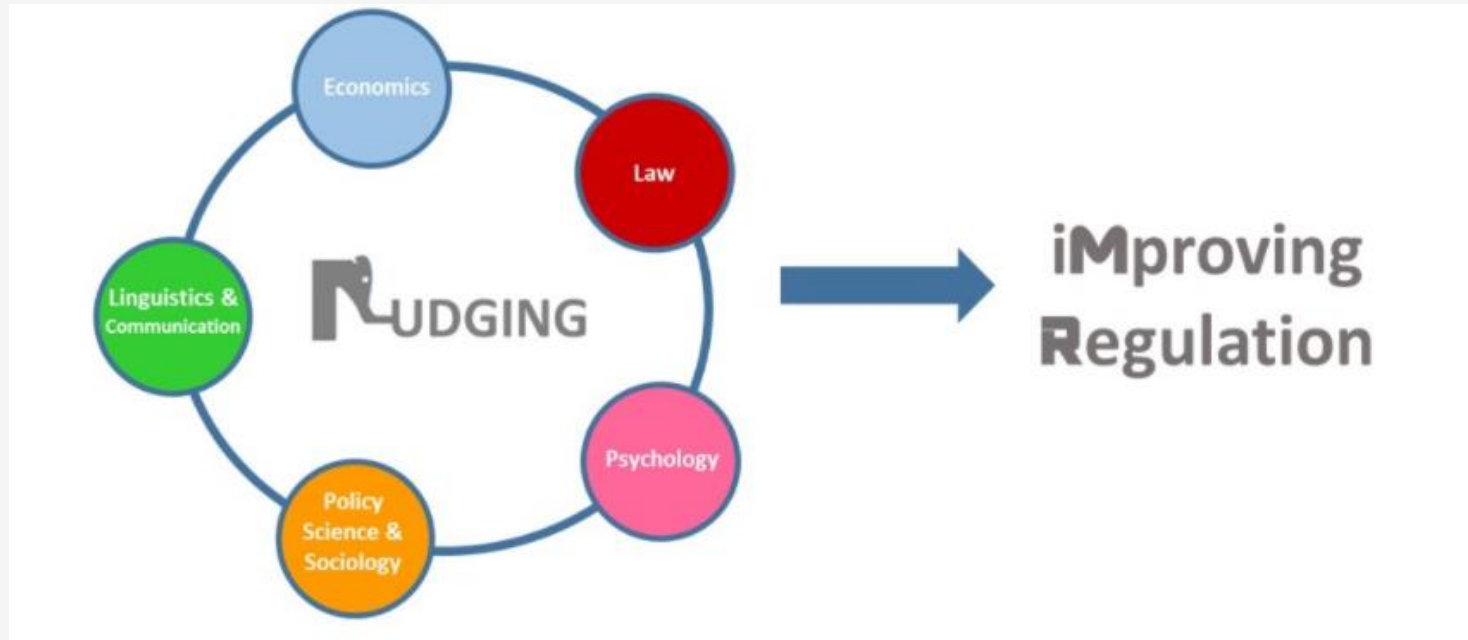 Economics
Law
Linguistics &
Communication
NUDGING
Psychology
Policy
Science &
Sociology
iMproving
Regulation